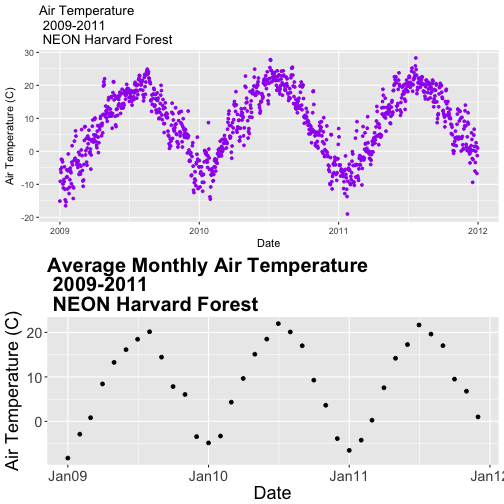 Air Temperature
2009-2011
NEON Harvard Forest
Air Temperature (C)
30
20
10
0
-10
-20
2009
2010
2011
2012
Date
Average Monthly Air Temperature
2009-2011
NEON Harvard Forest
Air Temperature (C)
20
10
0
Jan09
Jan10
Jan11
Jan12
Date